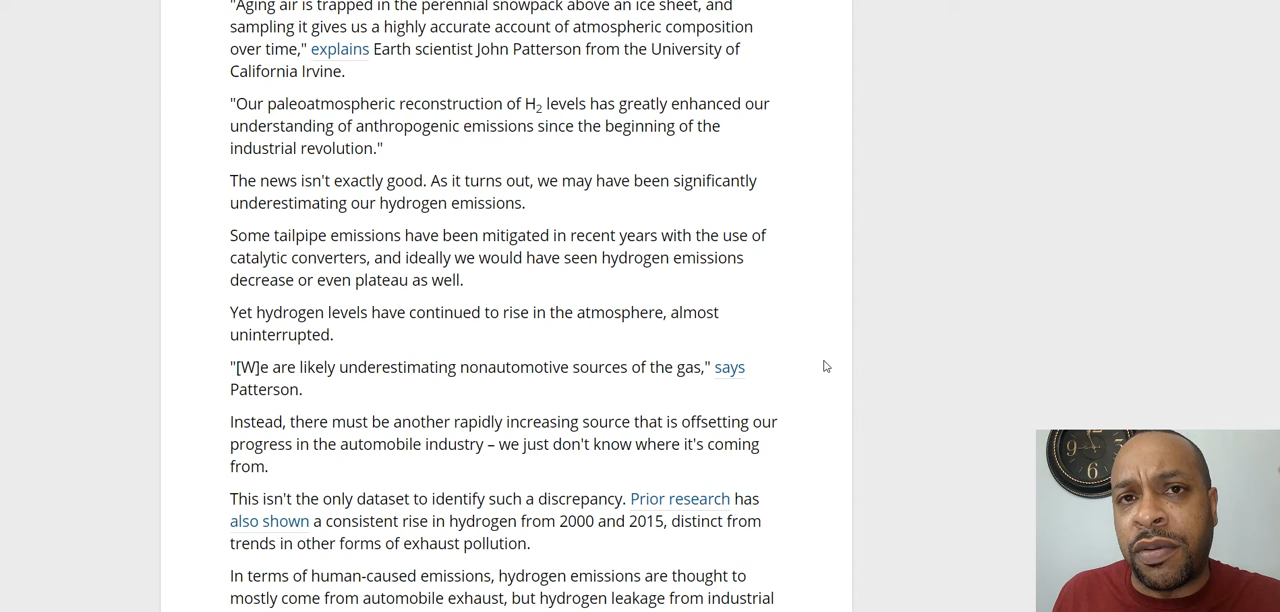 "Aging air is trapped in the perennial snowpack above an ice sheet, and
sampling it gives us a highly accurate account of atmospheric composition
over time," explains Earth scientist John Patterson from the University of
California Irvine.
"Our paleoatmospheric reconstruction of H₂ levels has greatly enhanced our
understanding of anthropogenic emissions since the beginning of the
industrial revolution."
The news isn't exactly good. As it turns out, we may have been significantly
underestimating our hydrogen emissions.
Some tailpipe emissions have been mitigated in recent years with the use of
catalytic converters, and ideally we would have seen hydrogen emissions
decrease or even plateau as well.
Yet hydrogen levels have continued to rise in the atmosphere, almost
uninterrupted.
"[W]e are likely underestimating nonautomotive sources of the gas," says
Patterson.
Instead, there must be another rapidly increasing source that is offsetting our
progress in the automobile industry – we just don't know where it's coming
from.
This isn't the only dataset to identify such a discrepancy. Prior research has
also shown a consistent rise in hydrogen from 2000 and 2015, distinct from
trends in other forms of exhaust pollution.
In terms of human-caused emissions, hydrogen emissions are thought to
mostly come from automobile exhaust, but hydrogen leakage from industrial
9
6